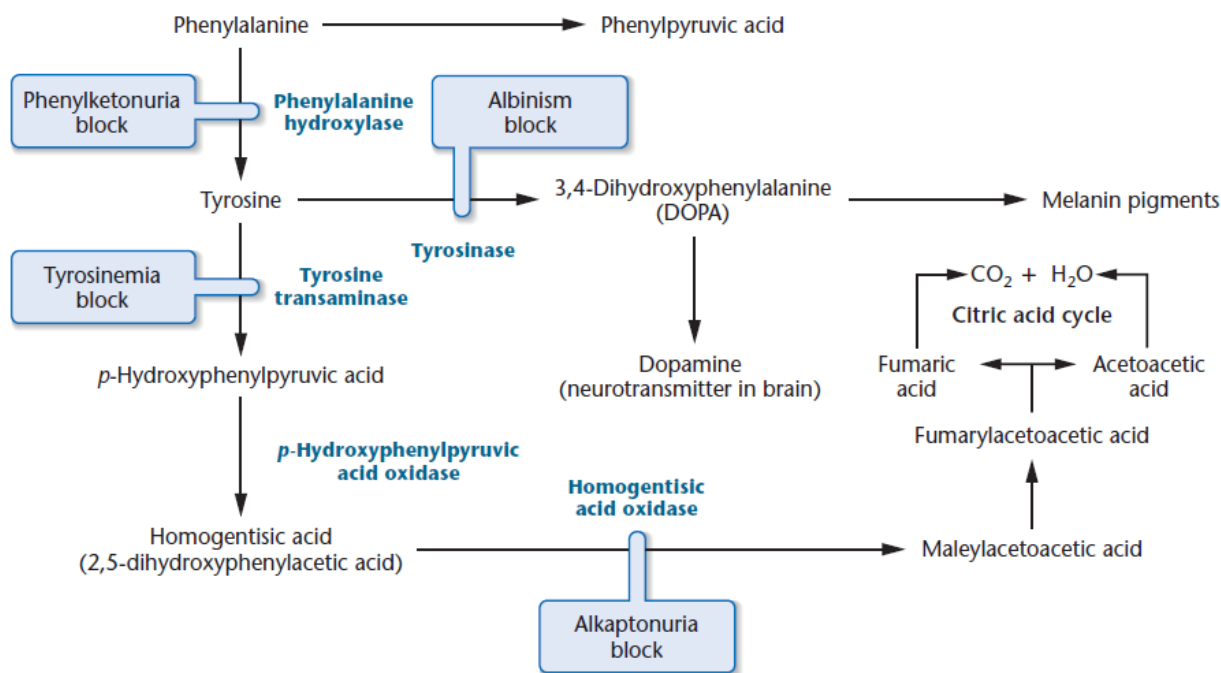 Phenylalanine
Phenylpyruvic acid
Phenylketonuria
block
Phenylalanine
hydroxylase
Albinism
block
Tyrosine
3,4-Dihydroxyphenylalanine
(DOPA)
Melanin pigments
Tyrosinase
Tyrosinemia
block
Tyrosine
transaminase
CO₂ + H₂O
Citric acid cycle
p-Hydroxyphenylpyruvic acid
Dopamine
(neurotransmitter in brain)
Fumaric
acid
Acetoacetic
acid
Fumarylacetoacetic acid
p-Hydroxyphenylpyruvic
acid oxidase
Homogentisic
acid oxidase
Homogentisic acid
(2,5-dihydroxyphenylacetic acid)
Maleylacetoacetic acid
Alkaptonuria
block